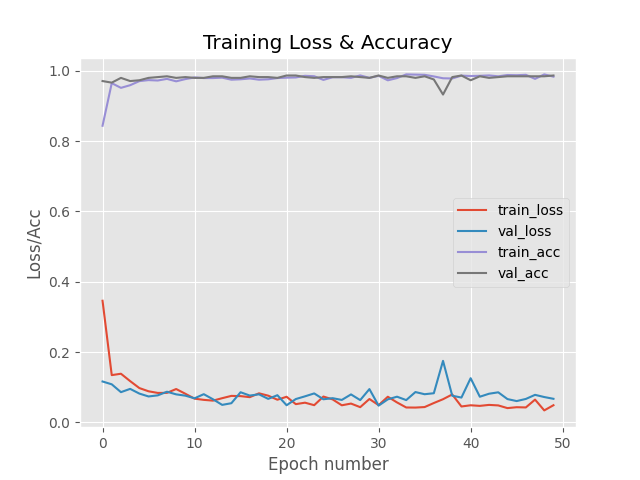 Training Loss & Accuracy
1.0
0.8
0.6
0.4
0.2
0.0
Loss/Acc
train_loss
val_loss
train_acc
val_acc
0 10 20 30 40 50
Epoch number